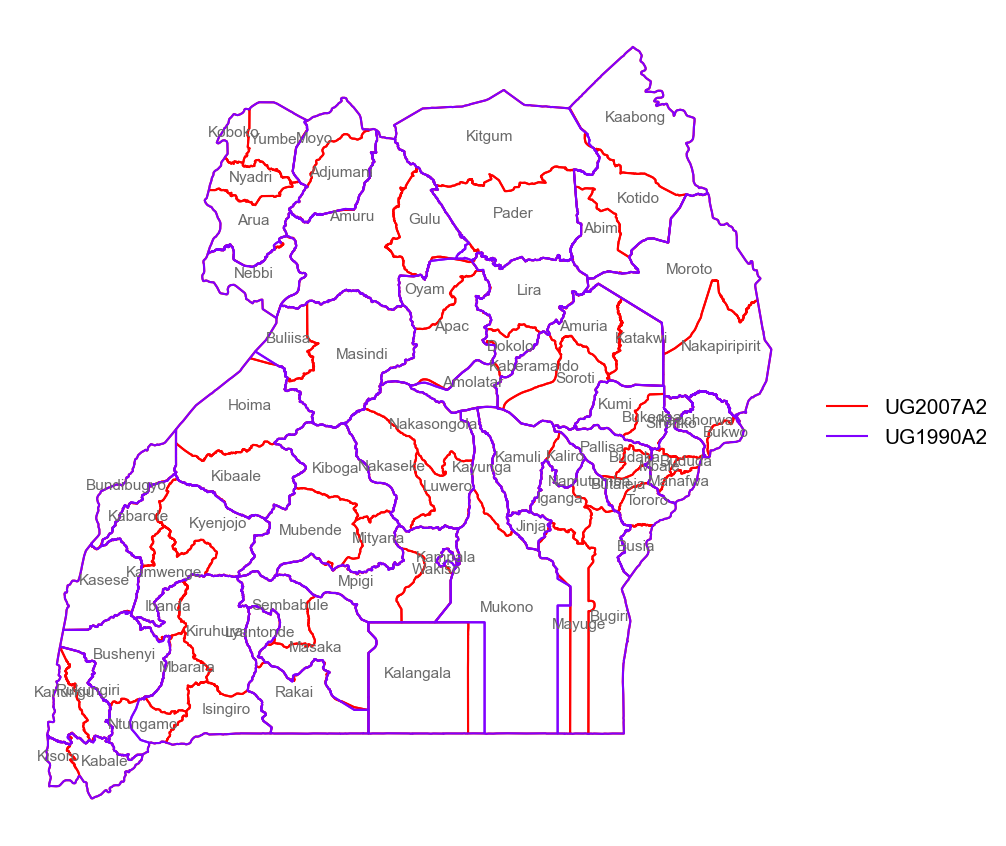 Kaabong
Koboko
Yumbe
Moyo
Kitgum
Nyadri
Adjumani
Kotido
Arua
Amuru
Gulu
Pader
Abim
Nebbi
Moroto
Oyam
Lira
Buliisa
Masindi
Apac
Amuria
Katakwi
Dokolo
Nakapiripirit
Kaberamaido
Amolatar
Soroti
Hoima
Kumi
UG2007A2
Bukedea
Nakasongola
Sironko
Kapchorwa
Bukwo
UG1990A2
Kiboga
Nakaseke
Kayunga
Kamuli
Kaliro
Pallisa
Budaka
Mbale
Bududa
Kibaale
Bundibugyo
Luwero
Namutumba
Butaleja
Manafwa
Kabarole
Kyenjojo
Iganga
Tororo
Mubende
Mityana
Jinja
Busia
Kampala
Wakiso
Kasese
Kamwenge
Mpigi
Ibanda
Sembabule
Mukono
Mayuge
Bugiri
Kiruhura
Lyantonde
Masaka
Bushenyi
Mbarara
Kalangala
Kanungu
Rukungiri
Rakai
Isingiro
Ntungamo
Kisoro
Kabale